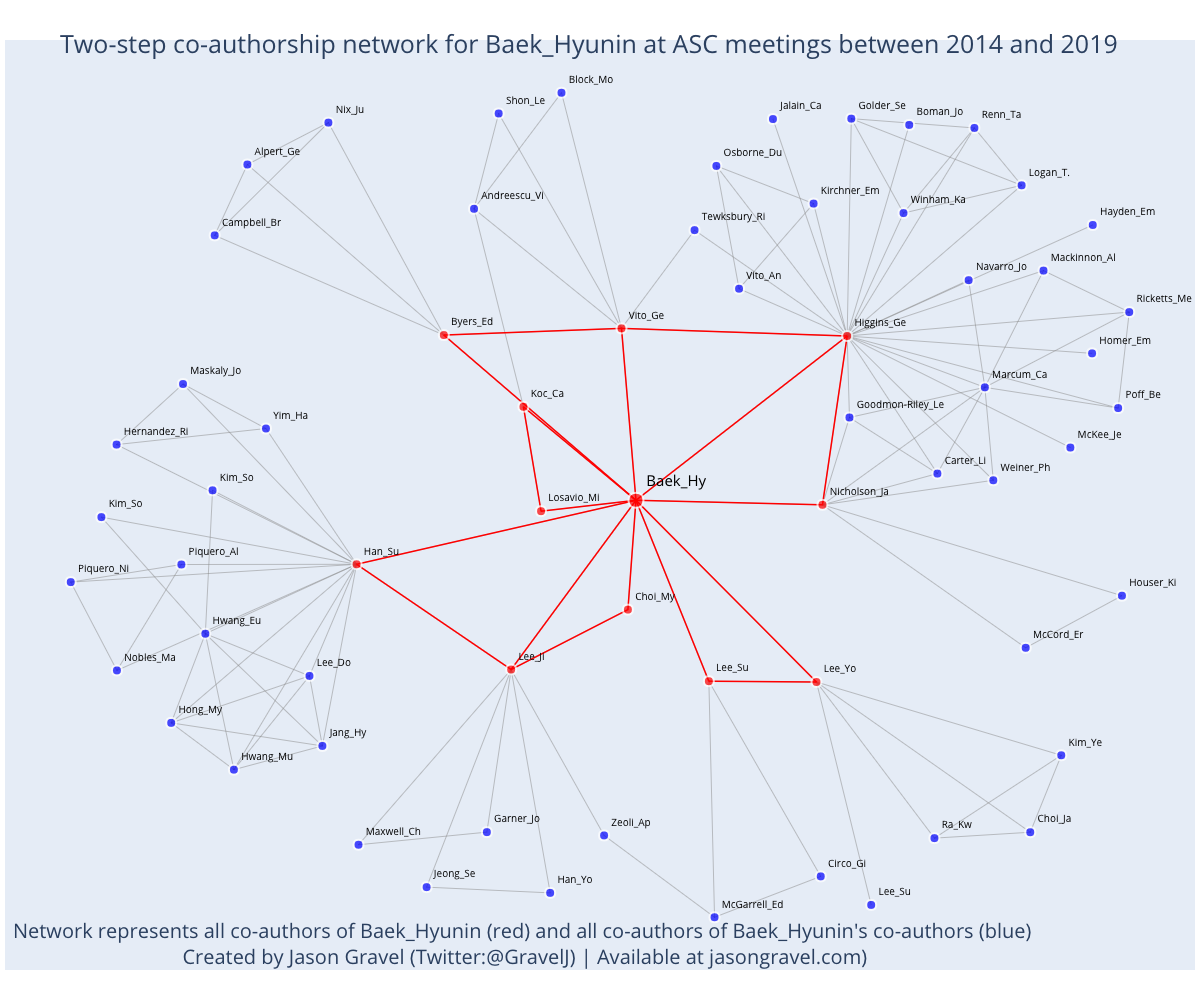 Two-step co-authorship network for Baek_Hyunin at ASC meetings between 2014 and 2019
Block_Mo
Shon_Le
Nix_Ju
Jalain_Ca
Golder_Se
Boman_Jo
Renn_Ta
Alpert_Ge
Osborne_Du
Logan_T.
Andreescu_Vi
Kirchner_Em
Winham_Ka
Campbell_Br
Tewksbury_Ri
Hayden_Em
Vito_An
Navarro_Jo
Mackinnon_Al
Ricketts_Me
Byers_Ed
Vito_Ge
Higgins_Ge
Homer_Em
Maskaly_Jo
Koc_Ca
Marcum_Ca
Poff_Be
Yim_Ha
Goodmon-Riley_Le
Hernandez_Ri
McKee_Je
Kim_So
Baek_Hy
Carter_Li
Weiner_Ph
Kim_So
Losavio_Mi
Nicholson_Ja
Piquero_Al
Han_Su
Piquero_Ni
Houser_Ki
Choi_My
Hwang_Eu
McCord_Er
Nobles_Ma
Lee_Do
Lee_Ji
Lee_Su
Lee_Yo
Hong_My
Jang_Hy
Kim_Ye
Hwang_Mu
Maxwell_Ch
Garner_Jo
Zeoli_Ap
Ra_Kw
Choi_Ja
Jeong_Se
Han_Yo
Circo_Gi
Lee_Su
McGarrell_Ed
Network represents all co-authors of Baek_Hyunin (red) and all co-authors of Baek_Hyunin's co-authors (blue)
Created by Jason Gravel (Twitter:@GravelJ) | Available at jasongravel.com)